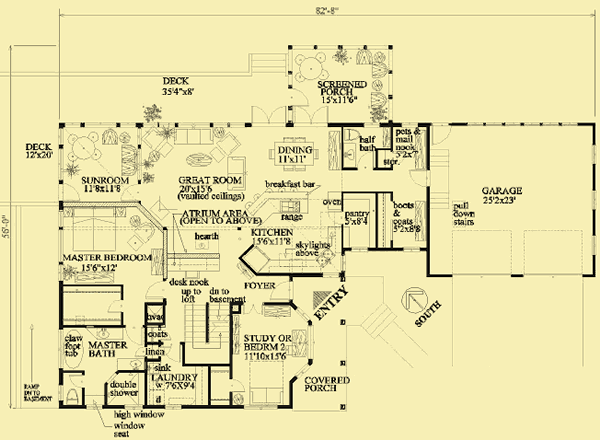 82'-8"
DECK
35'4"x8'
SCREENED
PORCH
15'x11'6"
DECK
12'x20'
SUNROOM
11'8x11'8
GREAT ROOM
20'x15'6
(vaulted ceilings)
DINING
11'x11'
half
bath
pets &
mail
nook
5'2x7'
stor.
GARAGE
25'2x23'
pull
down
stairs
breakfast bar
oven
range
ATRIUM AREA
(OPEN TO ABOVE)
KITCHEN
15'6x11'8
pantry
5'x8'4
boots
&
coats
5'2x8'8
56'-0"
hearth
skylights
above
MASTER BEDROOM
15'6"x12'
desk nook
up to
loft
dn to
basement
FOYER
ENTRY
SOUTH
hvac
coats
linen
sink
claw
foot
tub
MASTER
BATH
STUDY OR
BEDRM 2
11'10x15'6
RAMP
DN TO
BASEMENT
double
shower
LAUNDRY
w 7'6X9'4
d
COVERED
PORCH
high window
window
seat